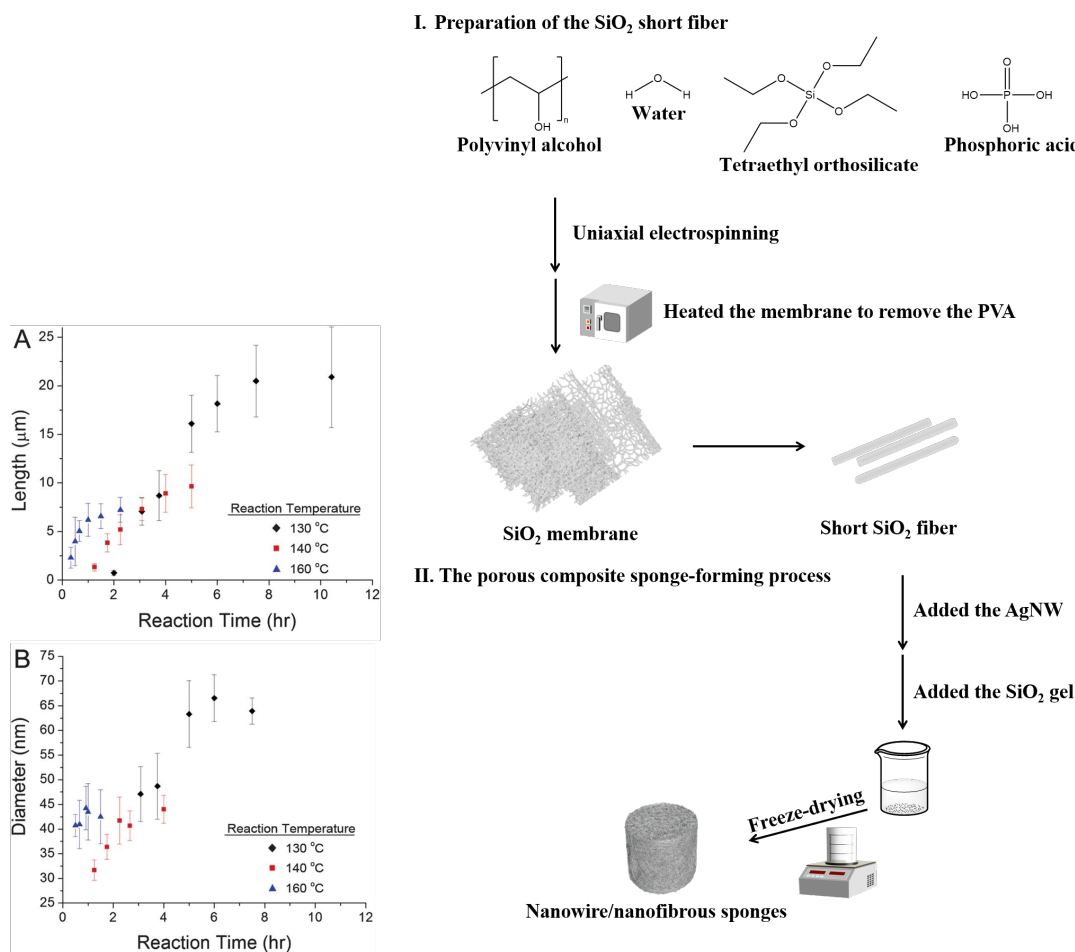 I. Preparation of the SiO₂ short fiber
O
Si
O
O
O
O
H
H
OH
n
O
HO
P
OH
OH
Polyvinyl alcohol
Water
Tetraethyl orthosilicate
Phosphoric acid
Uniaxial electrospinning
Heated the membrane to remove the PVA
SiO₂ membrane
Short SiO₂ fiber
II. The porous composite sponge-forming process
Added the AgNW
Added the SiO₂ gel
Freeze-drying
Nanowire/nanofibrous sponges
A
25
20
15
10
5
0
Length (μm)
Reaction Temperature
130 °C
140 °C
160 °C
0 2 4 6 8 10 12
Reaction Time (hr)
B
75
70
65
60
55
50
45
40
35
30
25
Diameter (nm)
Reaction Temperature
130 °C
140 °C
160 °C
0 2 4 6 8 10 12
Reaction Time (hr)